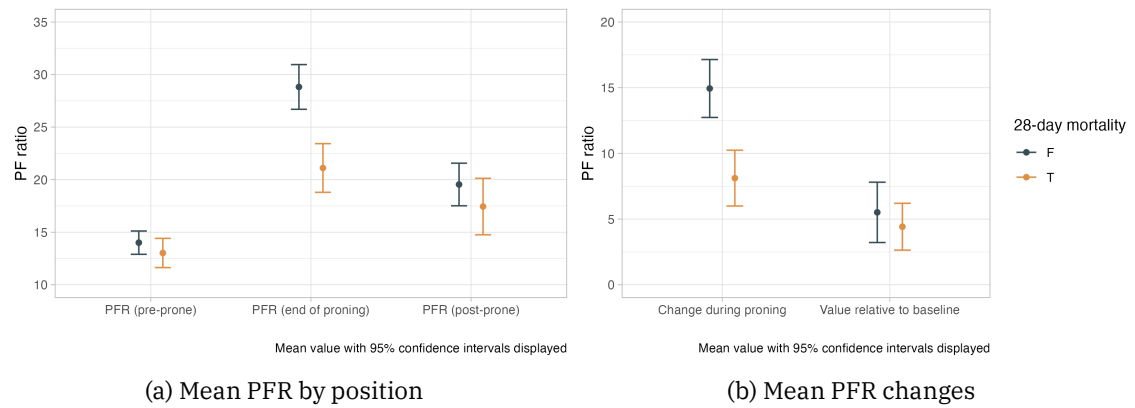 PF ratio
35
30
25
20
15
10
PFR (pre-prone)
PFR (end of proning)
PFR (post-prone)
Mean value with 95% confidence intervals displayed
(a) Mean PFR by position
PF ratio
20
15
10
5
0
Change during proning
Value relative to baseline
Mean value with 95% confidence intervals displayed
(b) Mean PFR changes
28-day mortality
F
T